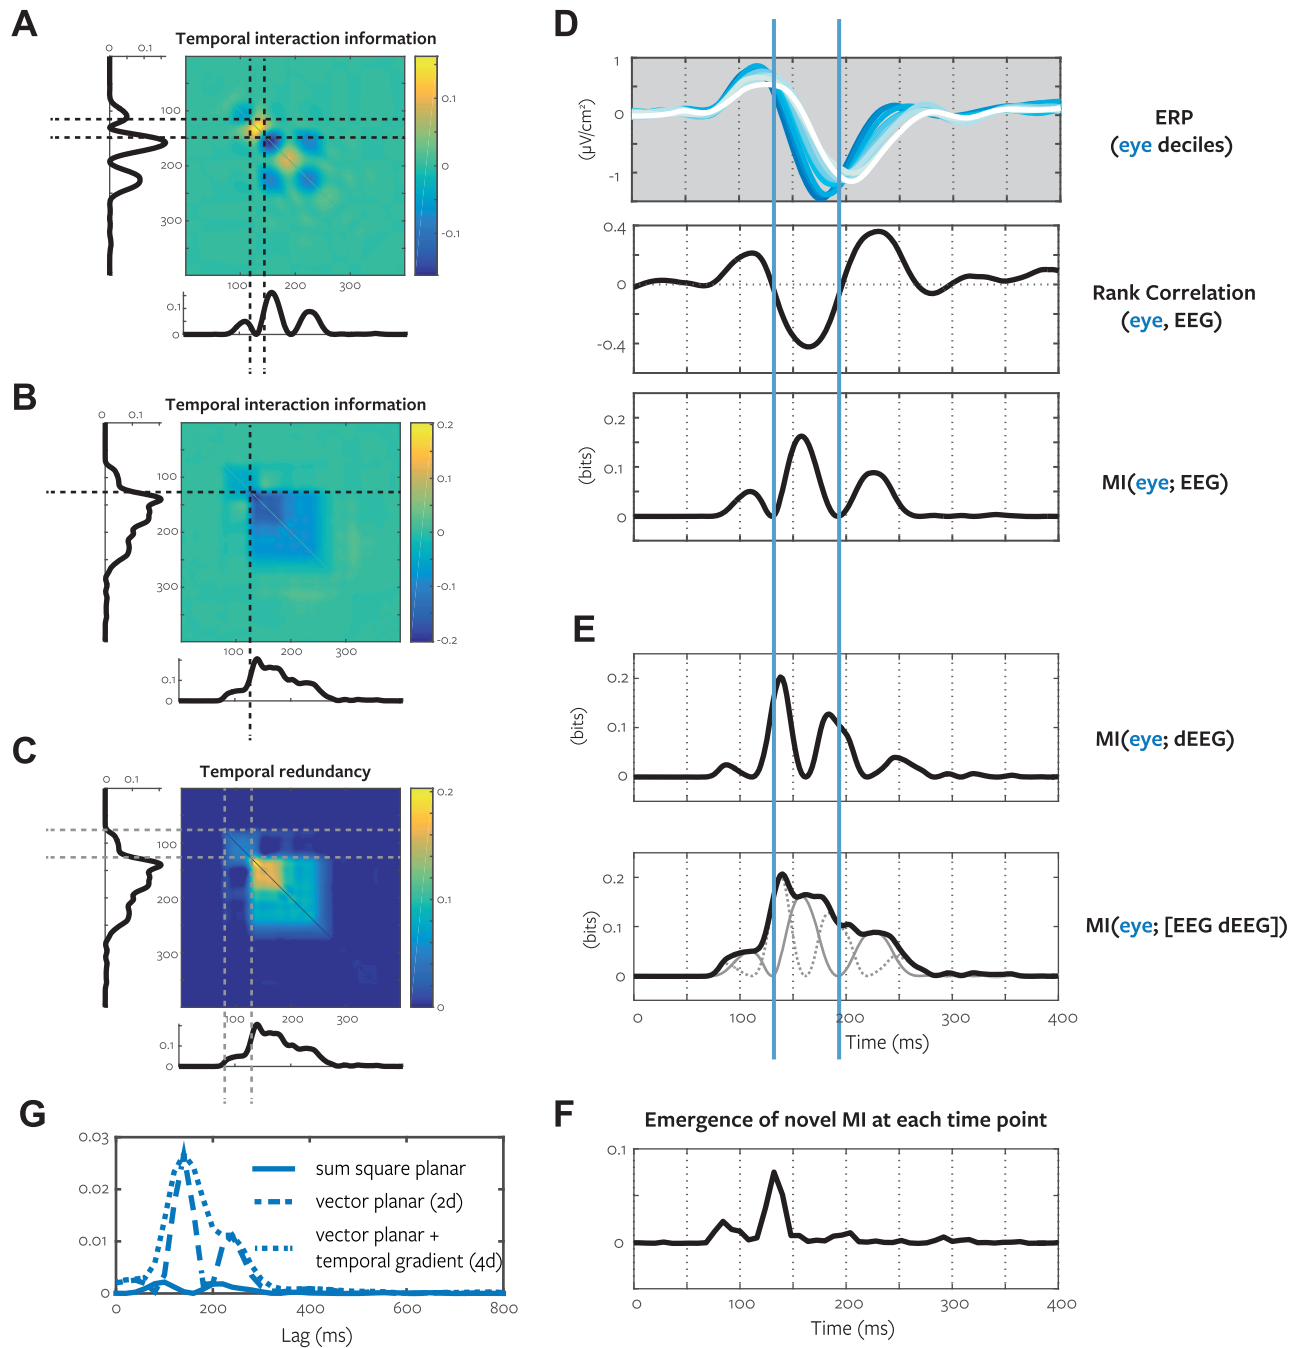 A
Temporal interaction information
0 0.1
100
200
300
0.1
0
-0.1
100 300
0.1
0
B
Temporal interaction information
0 0.1
100
200
300
0.2
0.1
0
-0.1
-0.2
100 200 300
0.1
0
C
Temporal redundancy
0 0.1
100
200
300
0.2
0.1
0
100 200 300
0.1
0
D
1
0
-1
(µV/cm²)
ERP
(eye deciles)
0.4
0
-0.4
Rank Correlation
(eye, EEG)
0.2
0.1
0
(bits)
MI(eye; EEG)
E
0.2
0.1
0
(bits)
MI(eye; dEEG)
0.2
0.1
0
(bits)
MI(eye; [EEG dEEG])
0 100 200 300 400
Time (ms)
G
0.03
0.02
0.01
0
sum square planar
vector planar (2d)
vector planar +
temporal gradient (4d)
0 200 400 600 800
Lag (ms)
F
Emergence of novel MI at each time point
0.1
0
100 200 300 400
Time (ms)